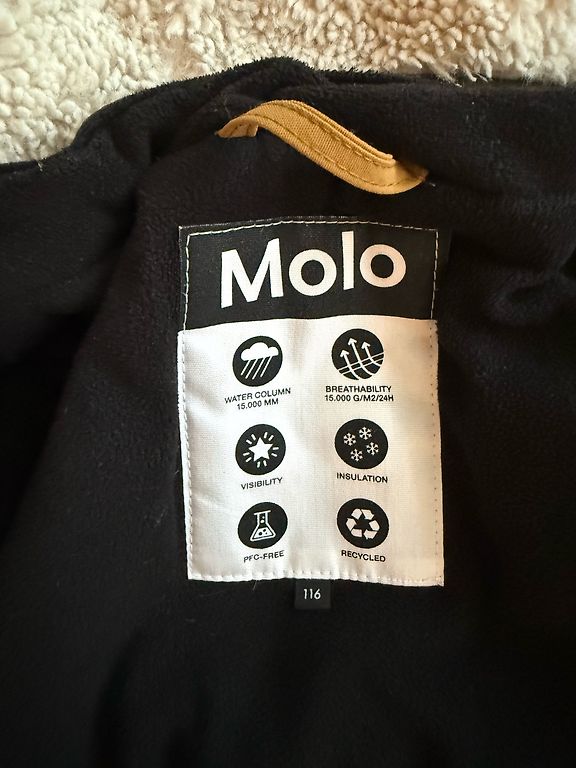 Molo
WATER COLUMN
15.000 MM
BREATHABILITY
15.000 G/M2/24H
VISIBILITY
INSULATION
PFC-FREE
RECYCLED
116